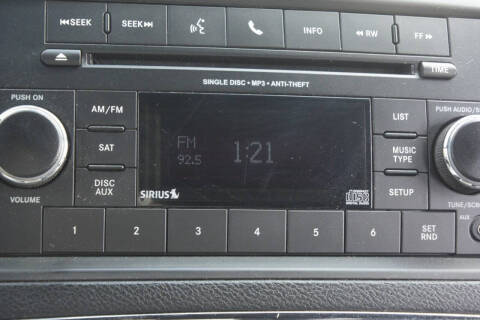 SEEK
SEEK
INFO
RW
FF
TIME
SINGLE DISC • MP3 • ANTI-THEFT
PUSH ON
VOLUME
AM/FM
SAT
DISC
AUX
FM
92.5
1:21
SIRIUS
LIST
MUSIC
TYPE
SETUP
PUSH AUDIO/
TUNE/
AUX
1
2
3
4
5
6
SET
RND